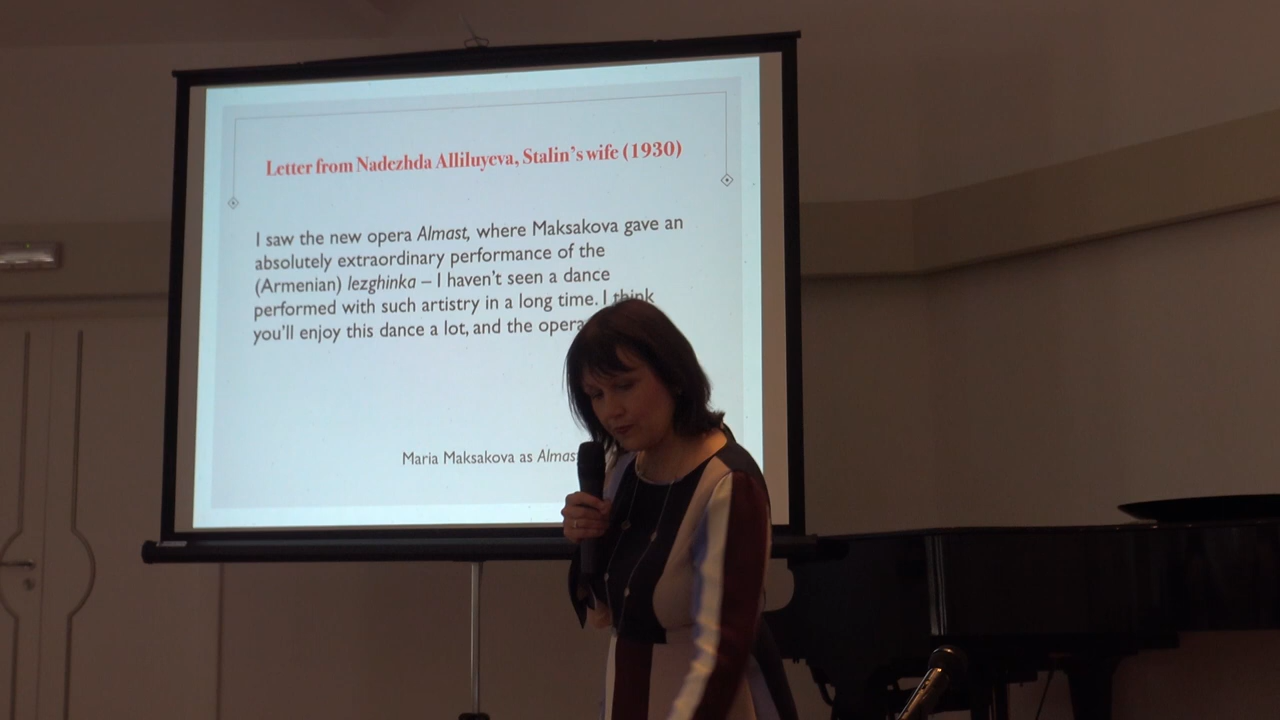 Letter from Nadezhda Alliluyeva, Stalin's wife (1930)
I saw the new opera Almast, where Maksakova gave an
absolutely extraordinary performance of the
(Armenian) lezghinka – I haven't seen a dance
performed with such artistry in a long time. I think
you'll enjoy this dance a lot, and the opera
Maria Maksakova as Almast